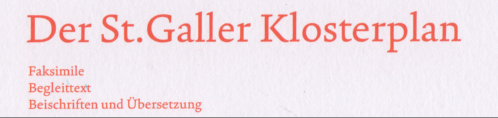 Der St.Galler Klosterplan
Faksimile
Begleittext
Beischriften und Übersetzung